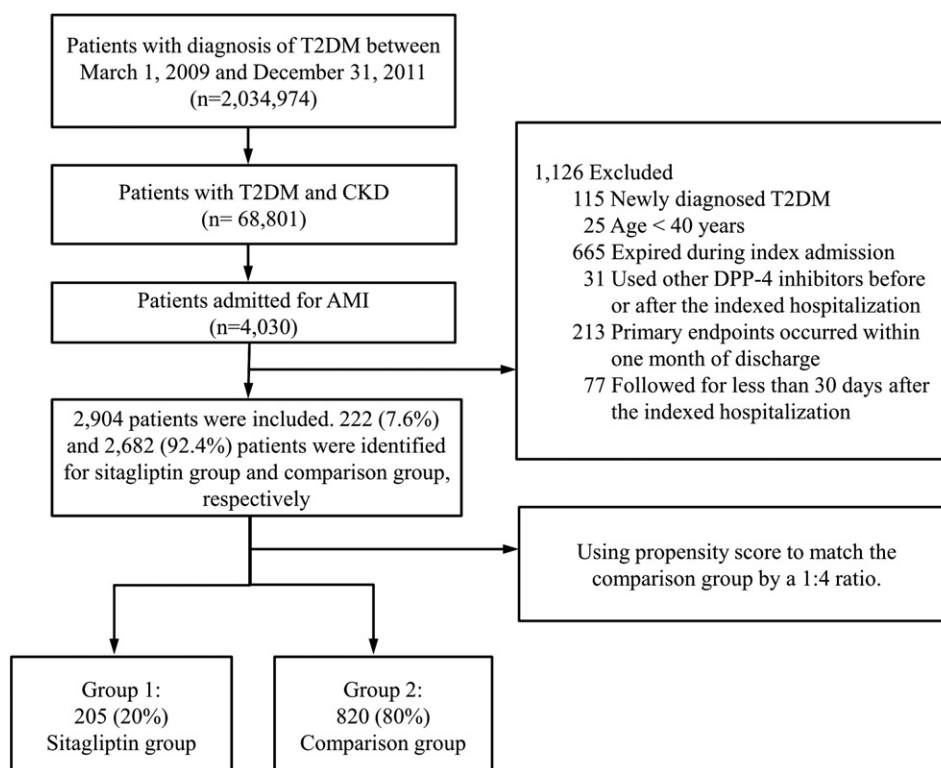 Patients with diagnosis of T2DM between
March 1, 2009 and December 31, 2011
(n=2,034,974)
Patients with T2DM and CKD
(n= 68,801)
Patients admitted for AMI
(n=4,030)
1,126 Excluded
115 Newly diagnosed T2DM
25 Age < 40 years
665 Expired during index admission
31 Used other DPP-4 inhibitors before
or after the indexed hospitalization
213 Primary endpoints occurred within
one month of discharge
77 Followed for less than 30 days after
the indexed hospitalization
2,904 patients were included. 222 (7.6%)
and 2,682 (92.4%) patients were identified
for sitagliptin group and comparison group,
respectively
Using propensity score to match the
comparison group by a 1:4 ratio.
Group 1:
205 (20%)
Sitagliptin group
Group 2:
820 (80%)
Comparison group